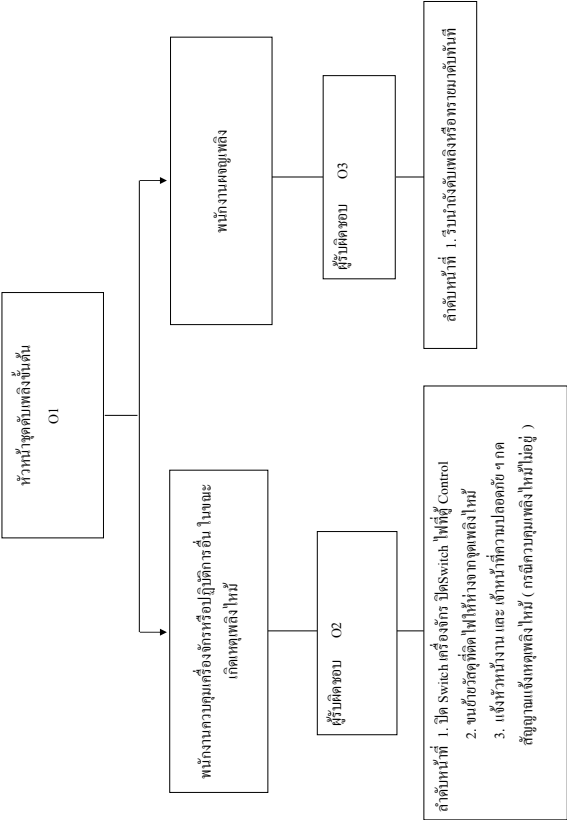 หัวหน้าชุดดับเพลิงขั้นต้น
O1
พนักงานควบคุมเครื่องจักรหรือปฏิบัติการอื่น ในขณะ
เกิดเหตุเพลิงไหม้
ผู้รับผิดชอบ O2
ลำดับหน้าที่ 1. ปิด Switch เครื่องจักร ปิดSwitch ไฟที่ตู้ Control
2. ขนย้ายวัสดุที่ติดไฟให้ห่างจากจุดเพลิงไหม้
3. แจ้งหัวหน้างาน และ เจ้าหน้าที่ความปลอดภัย ฯ กด
สัญญาณแจ้งเหตุเพลิงไหม้ ( กรณีควบคุมเพลิงไหม้ไม่อยู่ )
พนักงานผจญเพลิง
ผู้รับผิดชอบ O3
ลำดับหน้าที่ 1. รีบนำถังดับเพลิงหรือทรายมาดับทันที